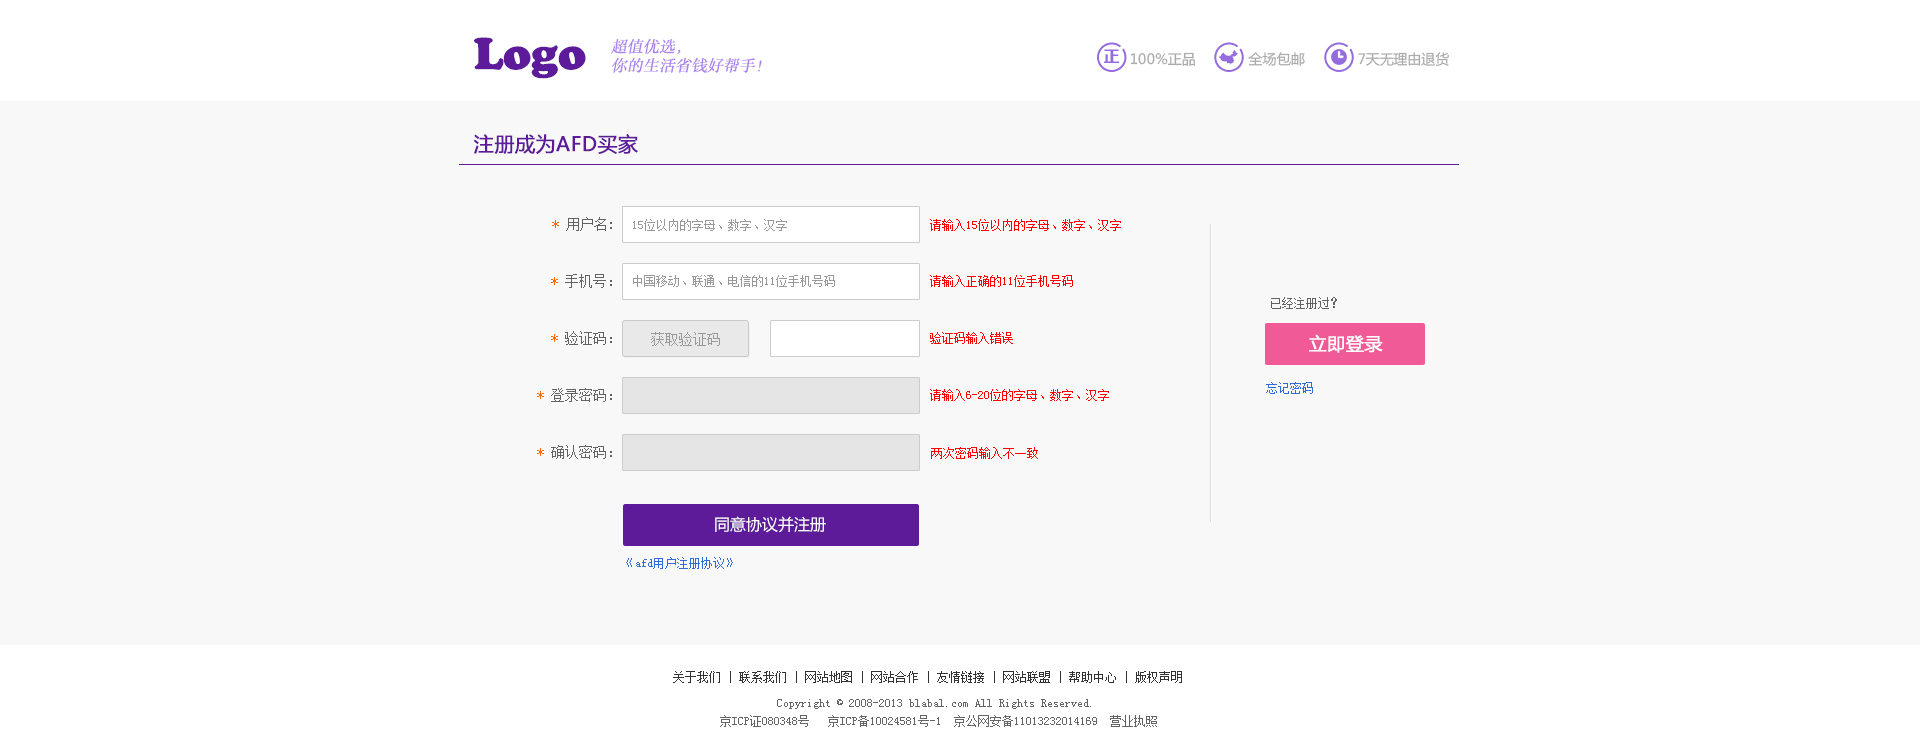 Logo
超值优选,
你的生活省钱好帮手!
正 100%正品 全场包邮 7天无理由退货
注册成为AFD买家
* 用户名: 15位以内的字母、数字、汉字 请输入15位以内的字母、数字、汉字
* 手机号: 中国移动、联通、电信的11位手机号码 请输入正确的11位手机号码
* 验证码: 获取验证码 验证码输入错误
* 登录密码: 请输入6-20位的字母、数字、汉字
* 确认密码: 两次密码输入不一致
同意协议并注册
《afd用户注册协议》
已经注册过?
立即登录
忘记密码
关于我们 | 联系我们 | 网站地图 | 网站合作 | 友情链接 | 网站联盟 | 帮助中心 | 版权声明
Copyright © 2008-2013 blabal.com All Rights Reserved.
京ICP证080348号 京ICP备10024581号-1 京公网安备11013232014169 营业执照